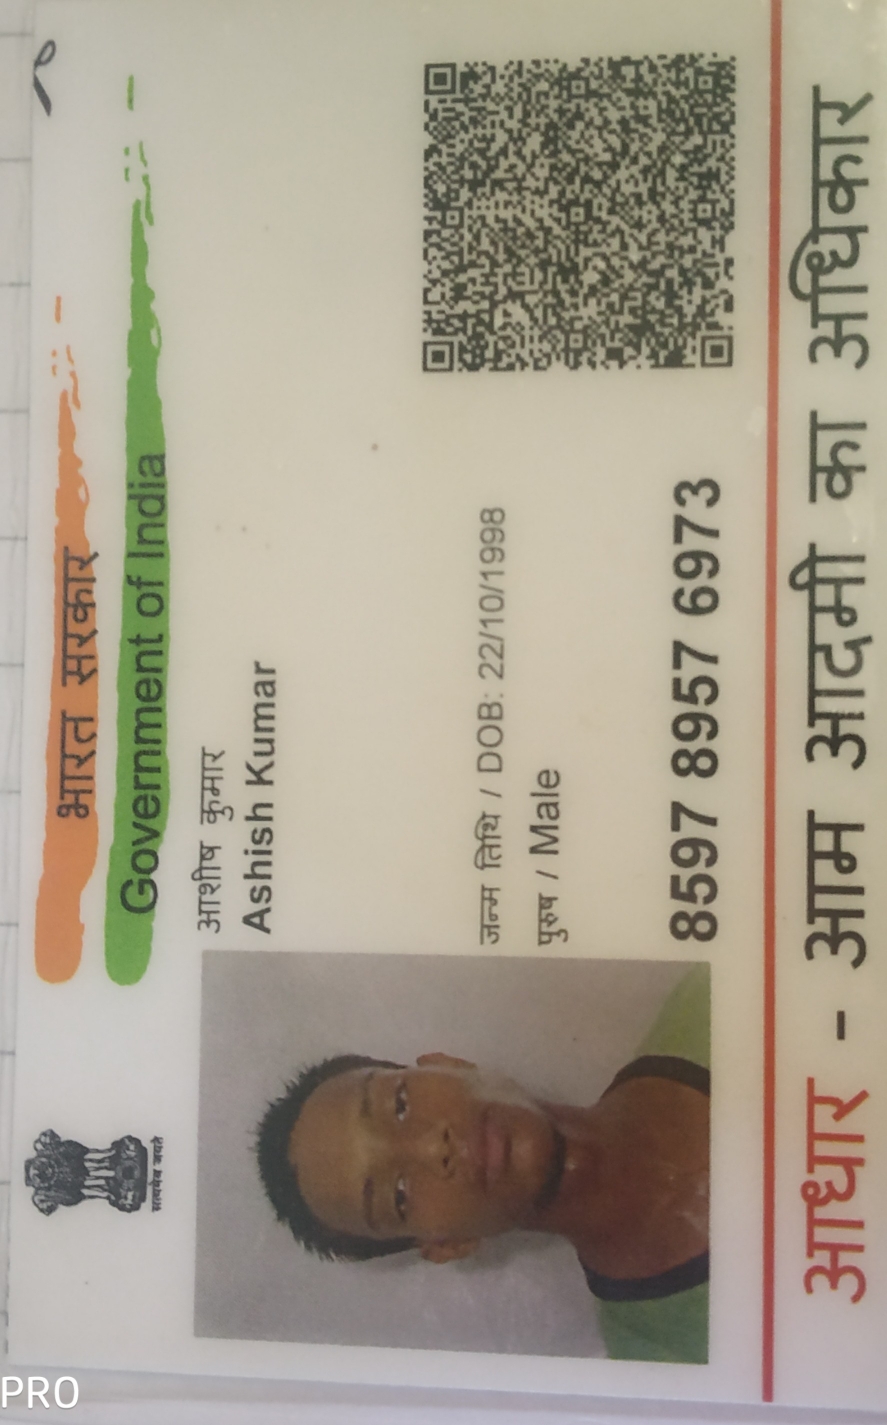 भारत सरकार
Government of India
सत्यमेव जयते
आशीष कुमार
Ashish Kumar
जन्म तिथि / DOB: 22/10/1998
पुरुष / Male
8597 8957 6973
आधार - आम आदमी का अधिकार
PRO